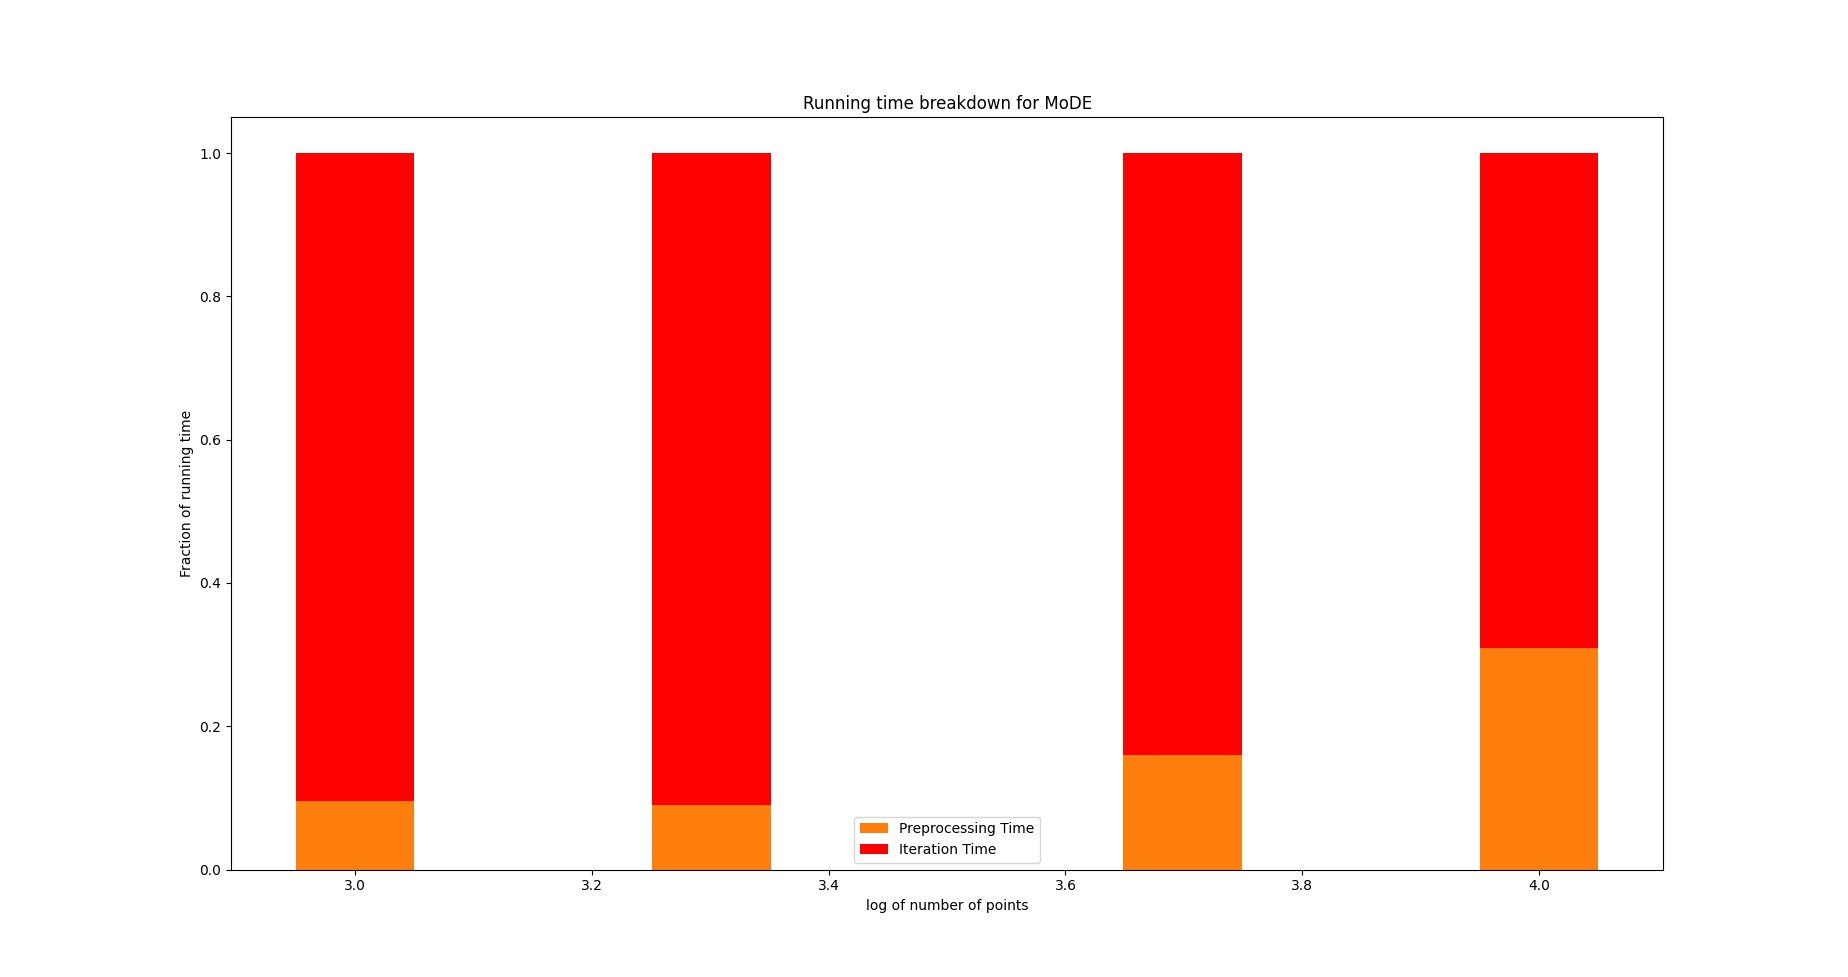 Running time breakdown for MoDE
1.0
0.8
0.6
0.4
0.2
0.0
Fraction of running time
Preprocessing Time
Iteration Time
3.0 3.2 3.4 3.6 3.8 4.0
log of number of points